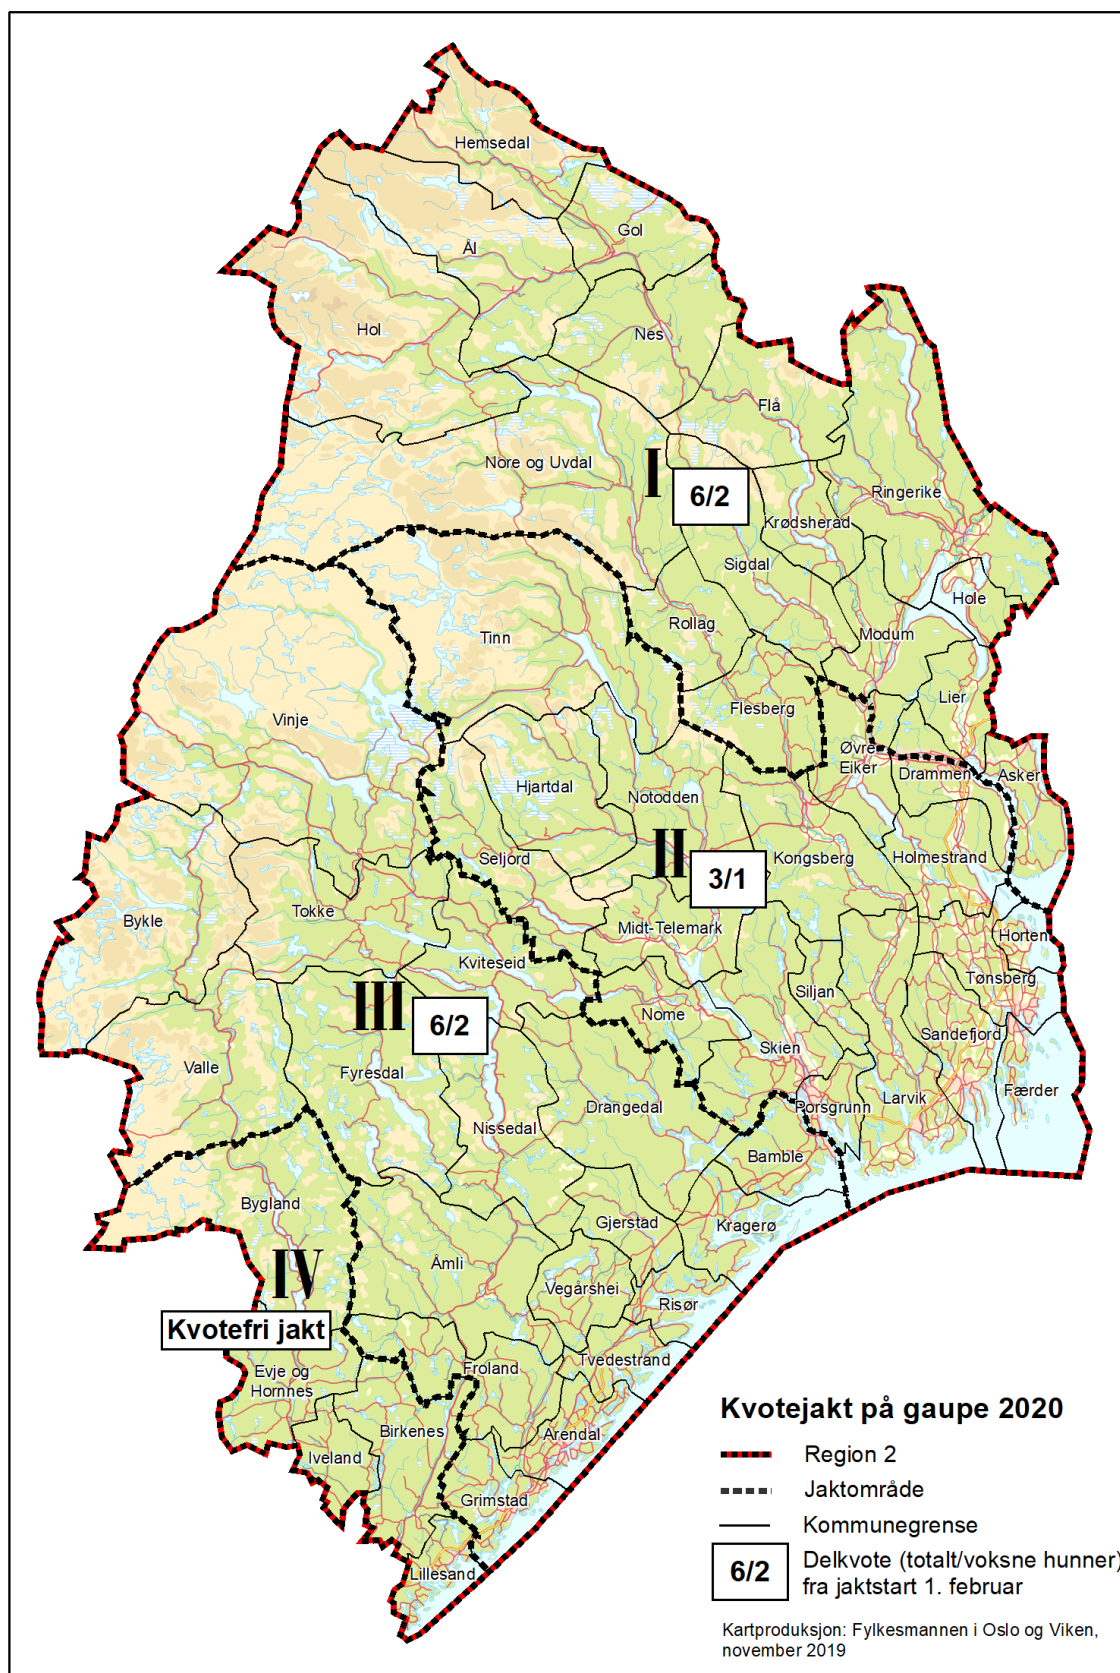 Hemsedal
Gol
Ål
Hol
Nes
Flå
Nore og Uvdal
I
6/2
Ringerike
Krødsherad
Sigdal
Hole
Rollag
Modum
Tinn
Lier
Flesberg
Vinje
Øvre
Eiker
Drammen
Asker
Hjartdal
Notodden
II
3/1
Seljord
Kongsberg
Holmestrand
Tokke
Bykle
Midt-Telemark
Horten
Kviteseid
Tønsberg
III
6/2
Siljan
Nome
Sandefjord
Skien
Valle
Fyresdal
Færder
Larvik
Porsgrunn
Drangedal
Nissedal
Bamble
Bygland
Gjerstad
Kragerø
IV
Åmli
Vegårshei
Risør
Kvotefri jakt
Tvedestrand
Froland
Evje og
Hornnes
Birkenes
Arendal
Iveland
Grimstad
Lillesand
Kvotejakt på gaupe 2020
Region 2
Jaktområde
Kommunegrense
6/2
Delkvote (totalt/voksne hunner)
fra jaktstart 1. februar
Kartproduksjon: Fylkesmannen i Oslo og Viken,
november 2019